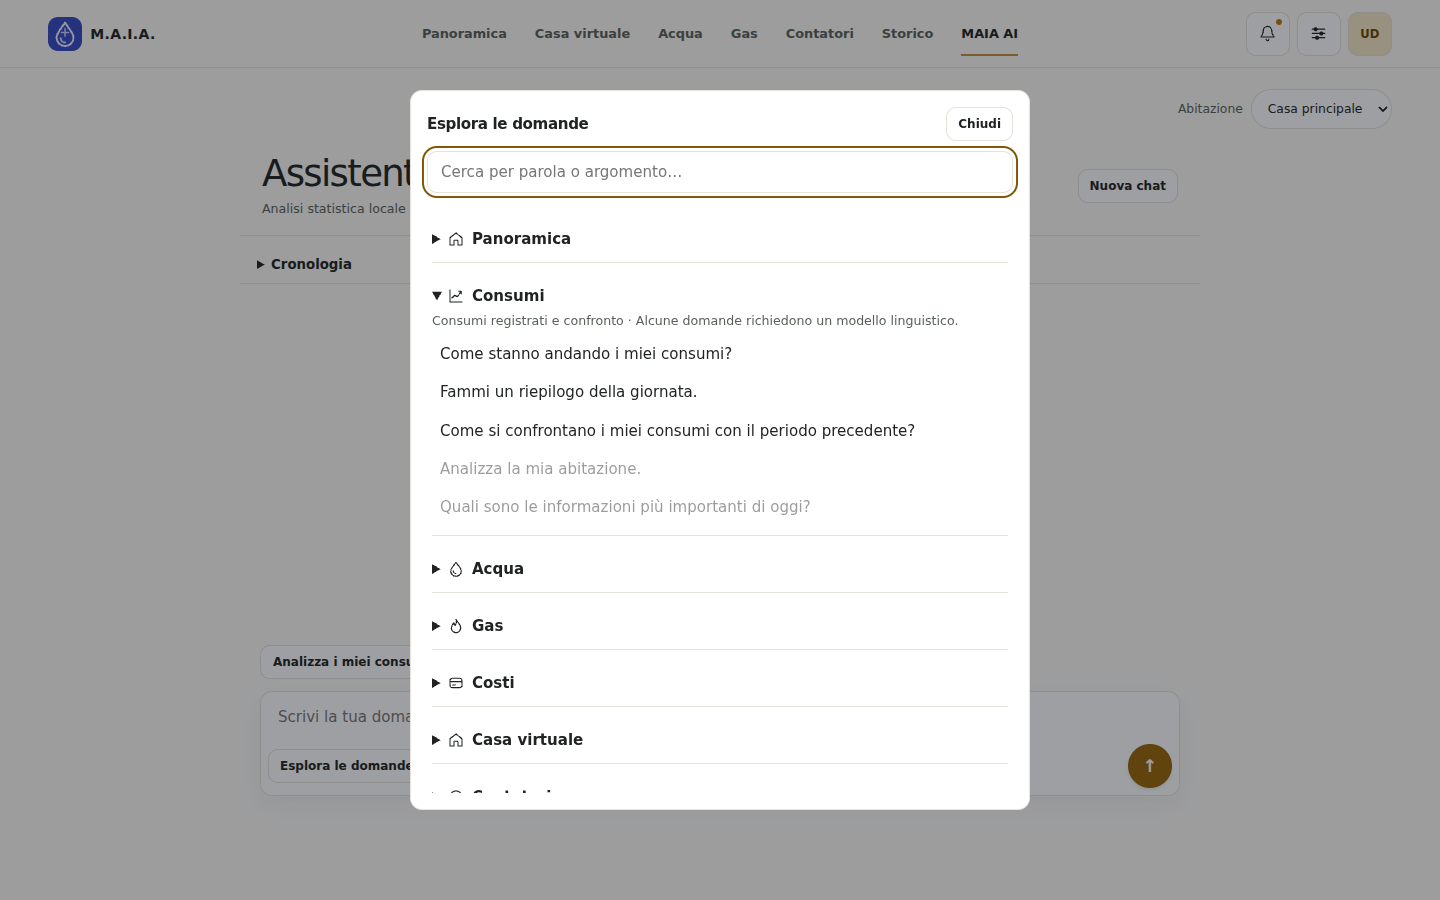 M.A.I.A.
Panoramica Casa virtuale Acqua Gas Contatori Storico MAIA AI
UD
Abitazione Casa principale
Esplora le domande
Chiudi
Cerca per parola o argomento...
Nuova chat
Analisi statistica locale
Cronologia
Panoramica
Consumi
Consumi registrati e confronto · Alcune domande richiedono un modello linguistico.
Come stanno andando i miei consumi?
Fammi un riepilogo della giornata.
Come si confrontano i miei consumi con il periodo precedente?
Analizza la mia abitazione.
Quali sono le informazioni più importanti di oggi?
Acqua
Gas
Costi
Casa virtuale
Analizza i miei
Scrivi la tua
Esplora le domande